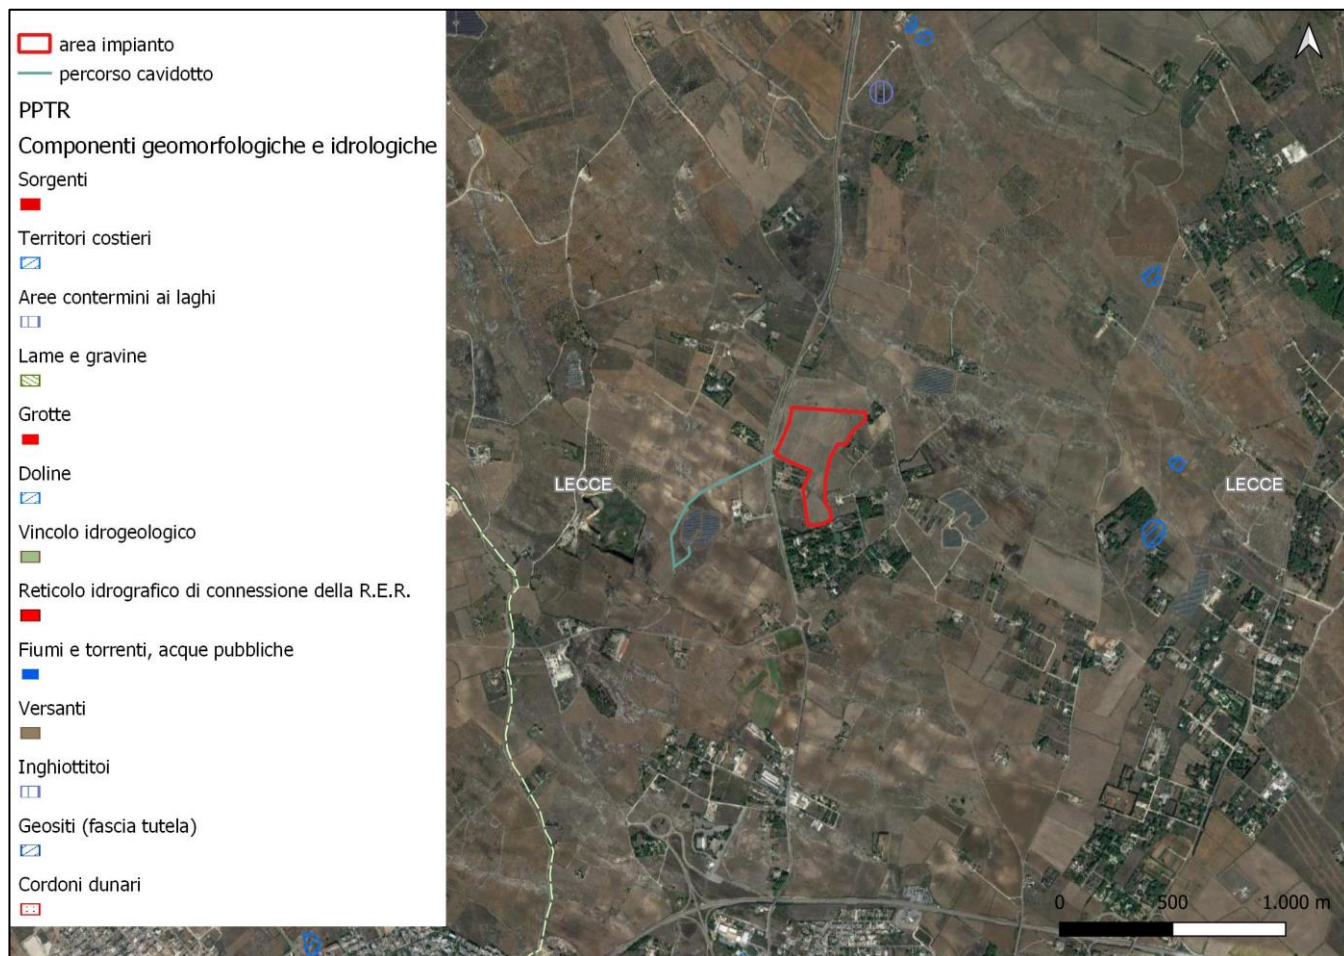 area impianto
percorso cavidotto
PPTR
Componenti geomorfologiche e idrologiche
Sorgenti
Territori costieri
Aree contermini ai laghi
Lame e gravine
Grotte
Doline
Vincolo idrogeologico
Reticolo idrografico di connessione della R.E.R.
Fiumi e torrenti, acque pubbliche
Versanti
Inghiottitoi
Geositi (fascia tutela)
Cordoni dunari
LECCE
LECCE
0 500 1.000 m